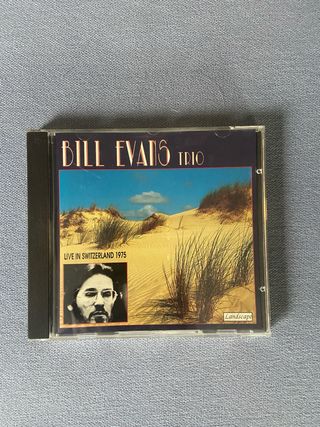 BILL EVANS TRIO
LIVE IN SWITZERLAND 1975
Landscape